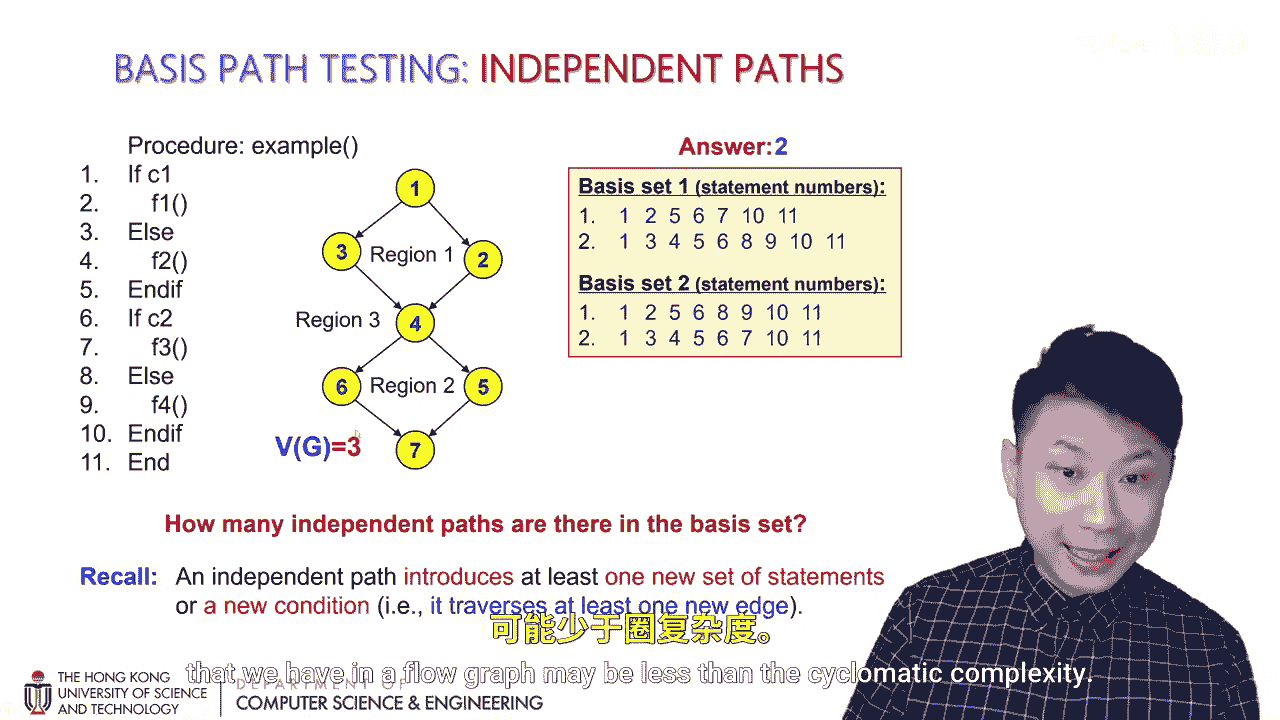 BASIS PATH TESTING: INDEPENDENT PATHS
Procedure: example()
1. If c1
2. f1()
3. Else
4. f2()
5. Endif
6. If c2
7. f3()
8. Else
9. f4()
10. Endif
11. End
1
3
Region 1
2
Region 3
4
6
Region 2
5
V(G)=3
7
Answer: 2
Basis set 1 (statement numbers):
1. 1 2 5 6 7 10 11
2. 1 3 4 5 6 8 9 10 11
Basis set 2 (statement numbers):
1. 1 2 5 6 8 9 10 11
2. 1 3 4 5 6 7 10 11
How many independent paths are there in the basis set?
Recall: An independent path introduces at least one new set of statements
or a new condition (i.e., it traverses at least one new edge).
可能少于圈复杂度。
that we have in a flow graph may be less than the cyclomatic complexity.
THE HONG KONG
UNIVERSITY OF SCIENCE
AND TECHNOLOGY
DEPARTMENT OF
COMPUTER SCIENCE & ENGINEERING